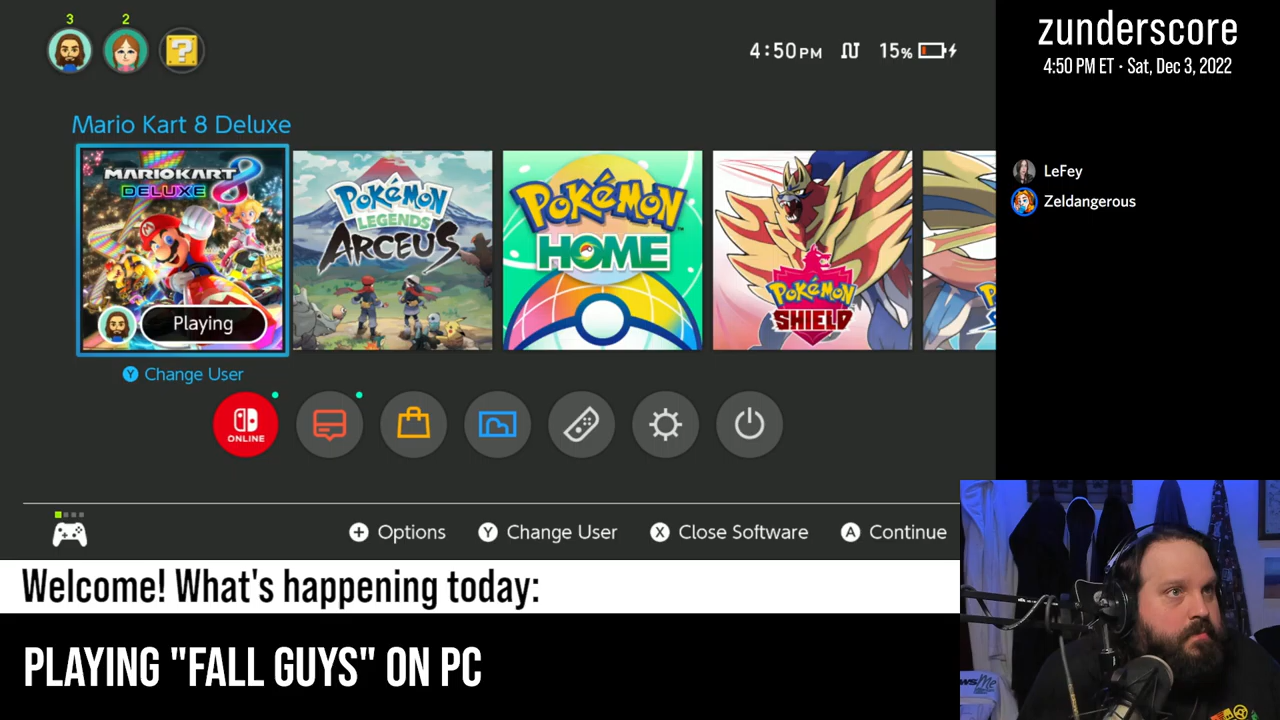 3 2
4:50 PM 15%
zunderscore
4:50 PM ET • Sat, Dec 3, 2022
Mario Kart 8 Deluxe
MARIOKART 8
DELUXE
Playing
POKéMON
LEGENDS
ARCEUS
POKéMON
HOME
POKéMON
SHIELD
LeFey
Zeldangerous
Y Change User
ONLINE
+ Options Y Change User X Close Software A Continue
Welcome! What's happening today:
PLAYING "FALL GUYS" ON PC